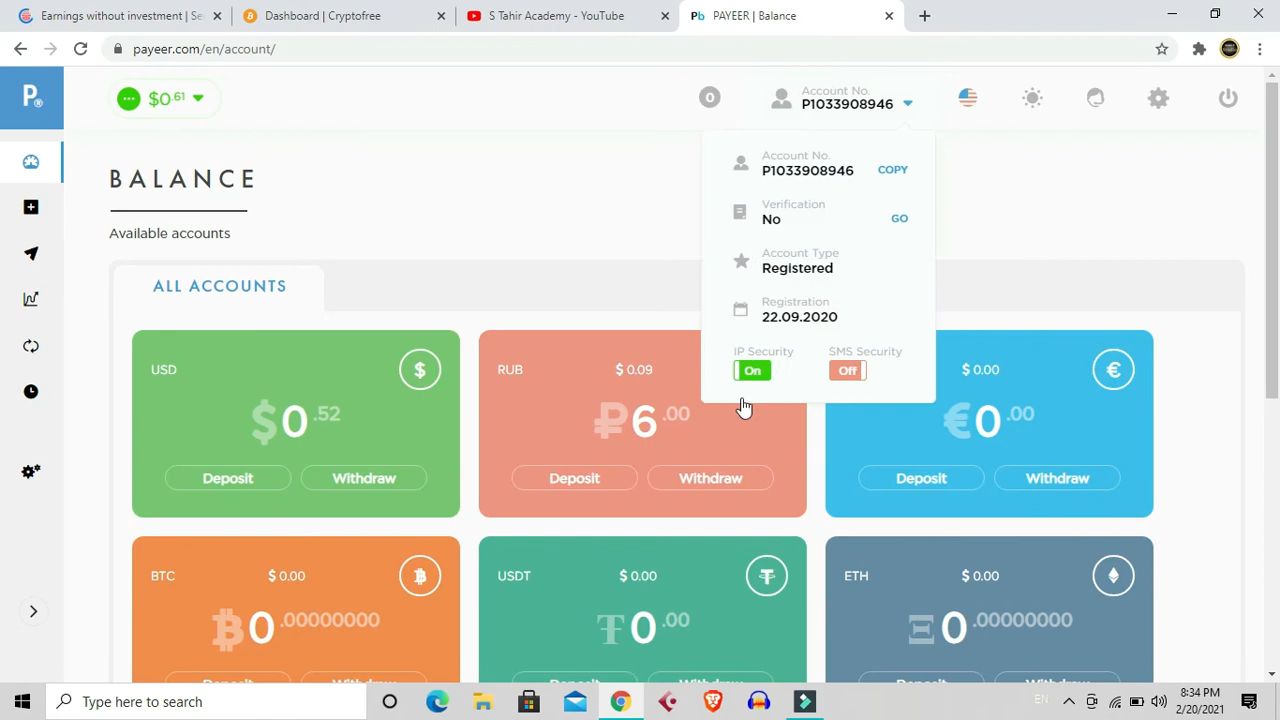 Earnings without investment | Se
Dashboard | Cryptofree
S Tahir Academy - YouTube
Pb PAYEER | Balance
payeer.com/en/account/
P®
$0.61
0
Account No.
P1033908946
Account No.
P1033908946
COPY
Verification
No
GO
Account Type
Registered
Registration
22.09.2020
IP Security
SMS Security
On
Off
BALANCE
Available accounts
ALL ACCOUNTS
USD
$
$0.52
Deposit
Withdraw
RUB
$ 0.09
₽6.00
Deposit
Withdraw
$ 0.00
€
€0.00
Deposit
Withdraw
BTC
$ 0.00
0.00000000
USDT
$ 0.00
0.00
ETH
$ 0.00
0.00000000
Type here to search
EN
8:34 PM
2/20/2021